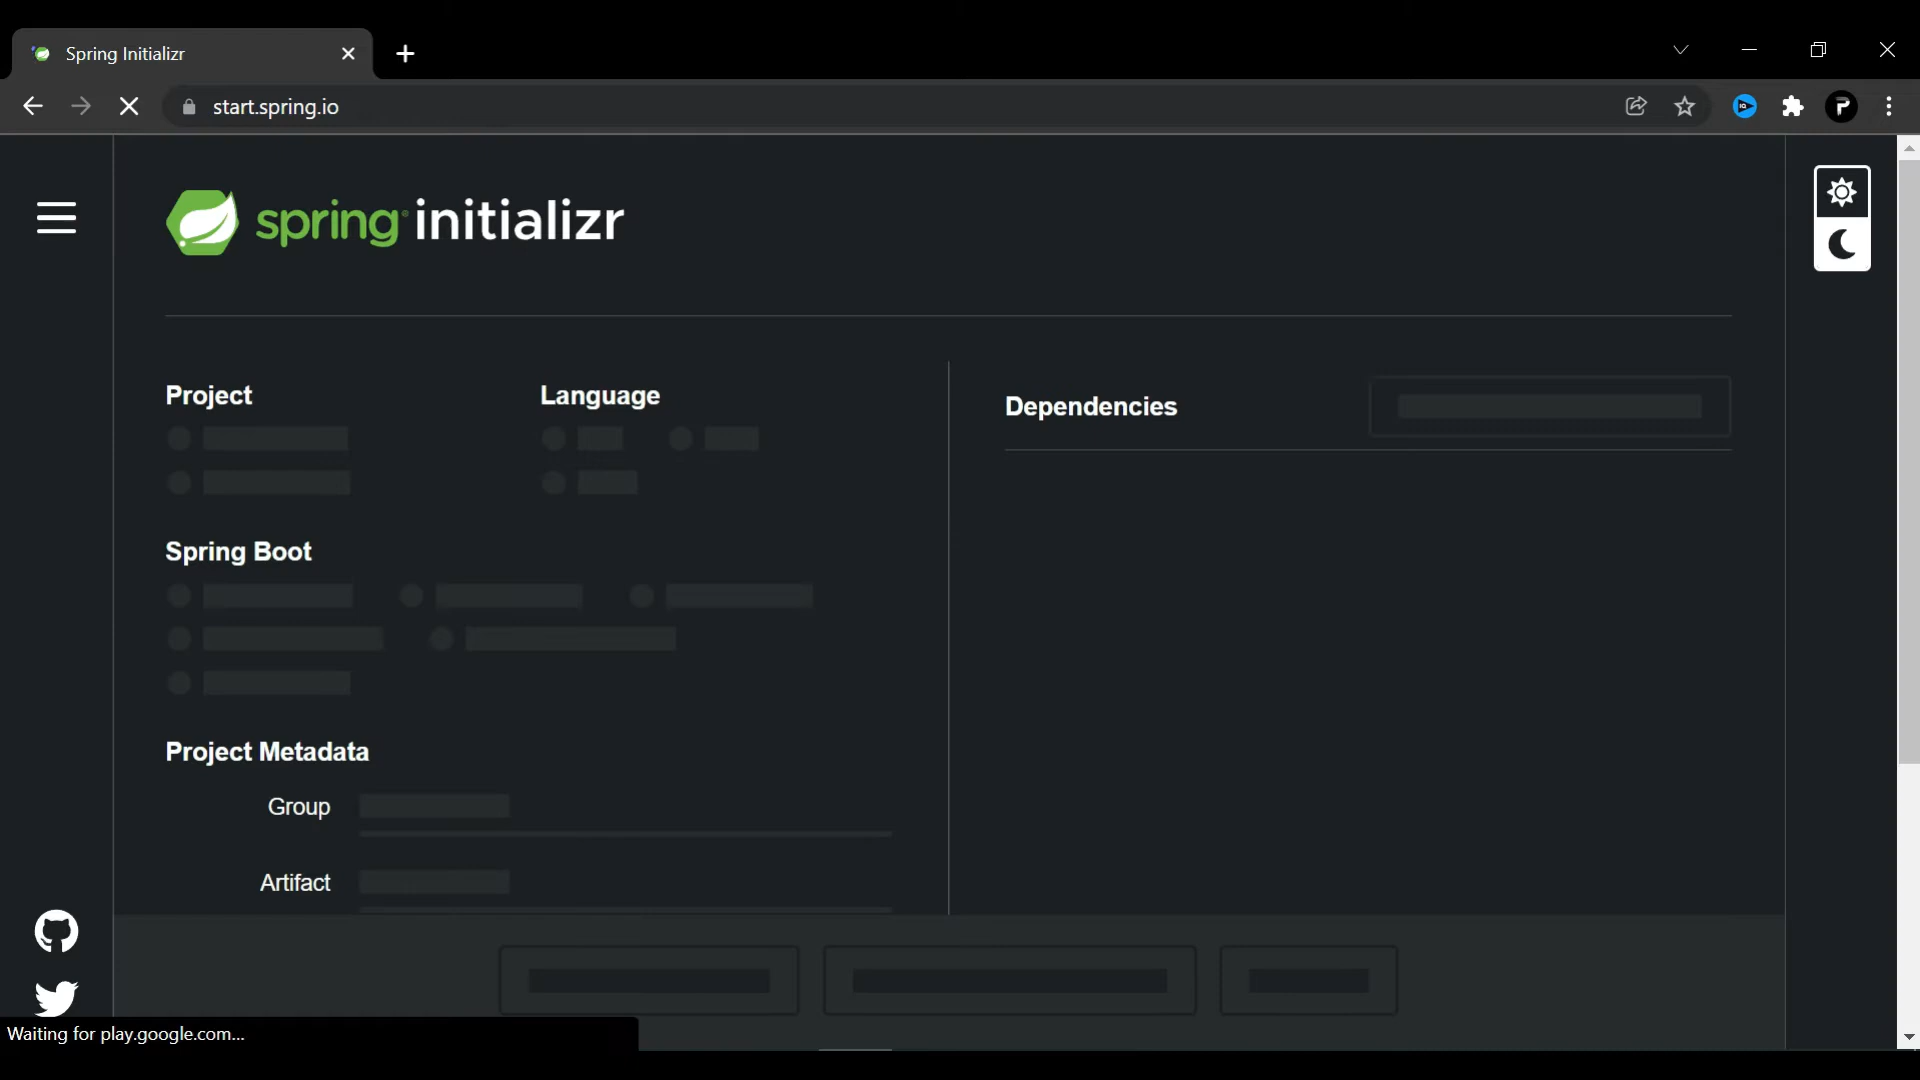 Spring Initializr
start.spring.io
spring initializr
Project
Language
Dependencies
Spring Boot
Project Metadata
Group
Artifact
Waiting for play.google.com...